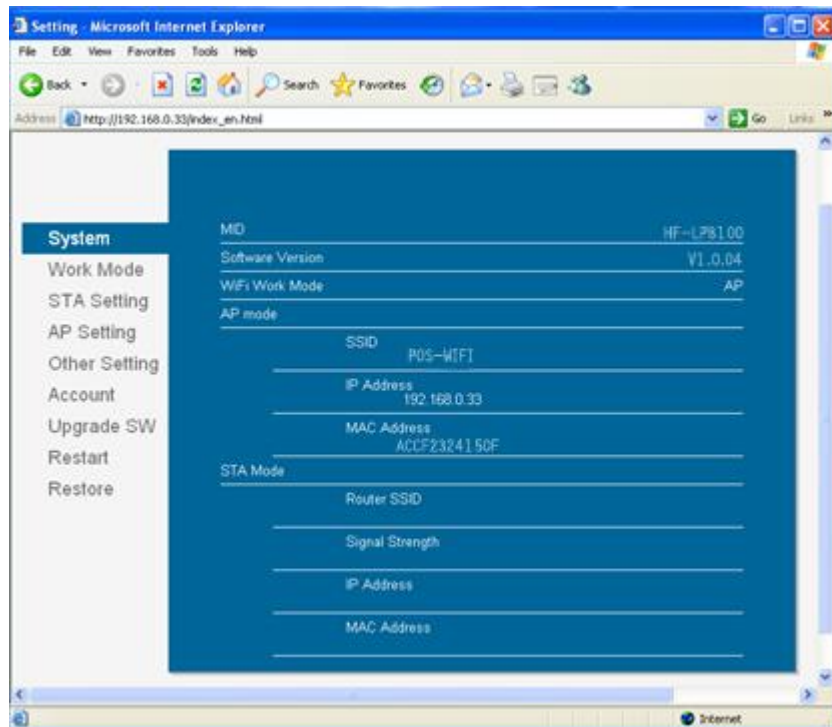 Setting - Microsoft Internet Explorer
File Edit View Favorites Tools Help
Back Search Favorites
Address http://192.168.0.33/index_en.html Go Links
System
Work Mode
STA Setting
AP Setting
Other Setting
Account
Upgrade SW
Restart
Restore
MID HF-LPB100
Software Version V1.0.04
WiFi Work Mode AP
AP mode
SSID
POS-WIFI
IP Address
192.168.0.33
MAC Address
ACCF2324150F
STA Mode
Router SSID
Signal Strength
IP Address
MAC Address
Internet